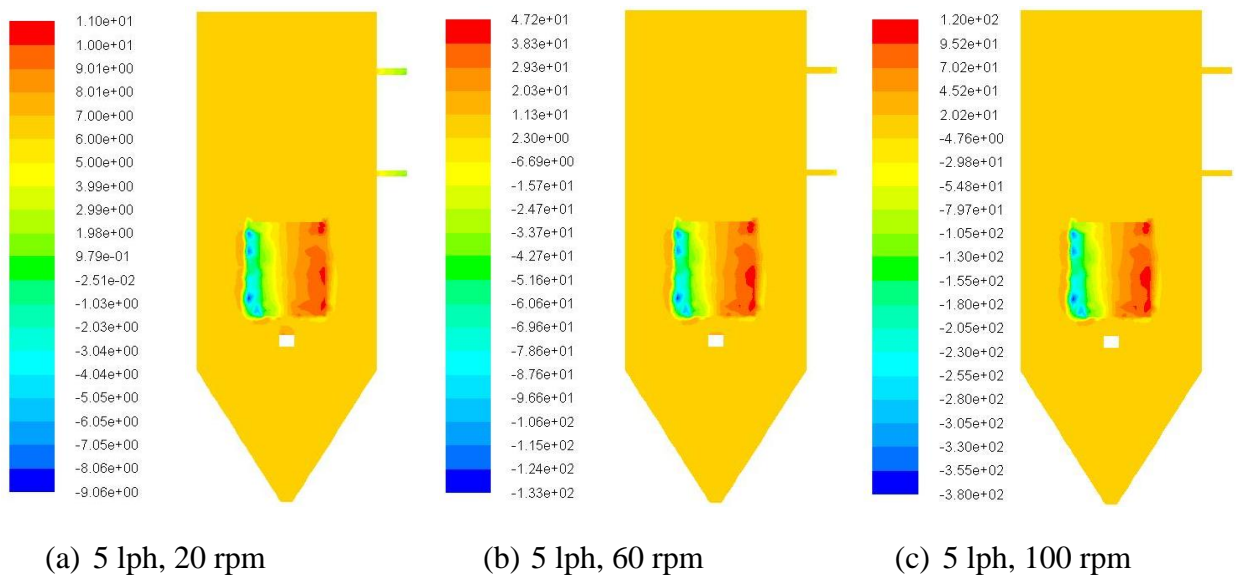 1.10e+01
1.00e+01
9.01e+00
8.01e+00
7.00e+00
6.00e+00
5.00e+00
3.99e+00
2.99e+00
1.98e+00
9.79e-01
-2.51e-02
-1.03e+00
-2.03e+00
-3.04e+00
-4.04e+00
-5.05e+00
-6.05e+00
-7.05e+00
-8.06e+00
-9.06e+00
(a) 5 lph, 20 rpm
4.72e+01
3.83e+01
2.93e+01
2.03e+01
1.13e+01
2.30e+00
-6.69e+00
-1.57e+01
-2.47e+01
-3.37e+01
-4.27e+01
-5.16e+01
-6.06e+01
-6.96e+01
-7.86e+01
-8.76e+01
-9.66e+01
-1.06e+02
-1.15e+02
-1.24e+02
-1.33e+02
(b) 5 lph, 60 rpm
1.20e+02
9.52e+01
7.02e+01
4.52e+01
2.02e+01
-4.76e+00
-2.98e+01
-5.48e+01
-7.97e+01
-1.05e+02
-1.30e+02
-1.55e+02
-1.80e+02
-2.05e+02
-2.30e+02
-2.55e+02
-2.80e+02
-3.05e+02
-3.30e+02
-3.55e+02
-3.80e+02
(c) 5 lph, 100 rpm